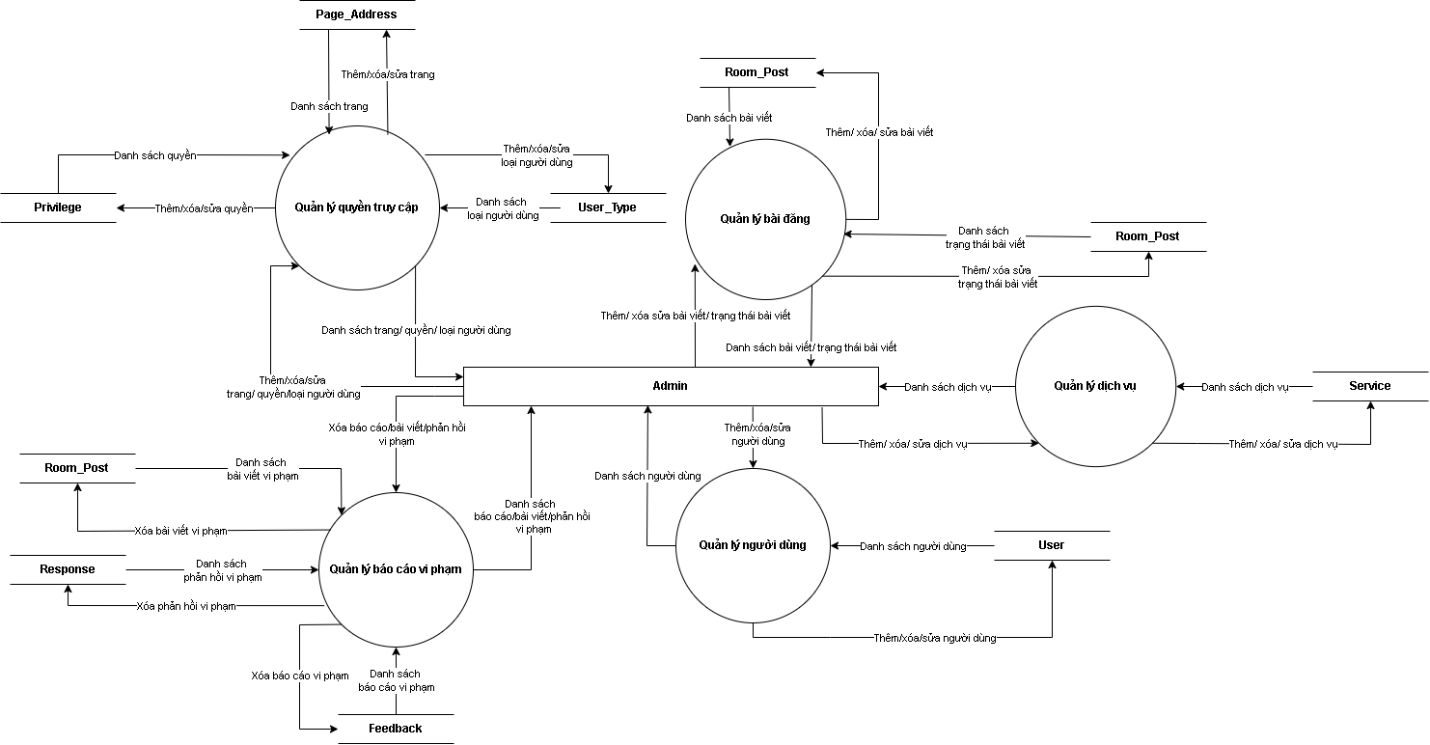 Page_Address
Thêm/xóa/sửa trang
Danh sách trang
Danh sách quyền
Privilege
Thêm/xóa/sửa quyền
Quản lý quyền truy cập
Thêm/xóa/sửa
loại người dùng
Danh sách
loại người dùng
User_Type
Danh sách trang/ quyền/ loại người dùng
Thêm/xóa/sửa
trang/ quyền/loại người dùng
Room_Post
Danh sách bài viết
Thêm/ xóa/ sửa bài viết
Quản lý bài đăng
Danh sách
trạng thái bài viết
Room_Post
Thêm/ xóa sửa
trạng thái bài viết
Thêm/ xóa sửa bài viết/ trạng thái bài viết
Danh sách bài viết/ trạng thái bài viết
Admin
Danh sách dịch vụ
Quản lý dịch vụ
Danh sách dịch vụ
Service
Thêm/ xóa/ sửa dịch vụ
Thêm/ xóa/ sửa dịch vụ
Xóa báo cáo/bài viết/phản hồi
vi phạm
Thêm/xóa/sửa
người dùng
Danh sách người dùng
Room_Post
Danh sách
bài viết vi phạm
Xóa bài viết vi phạm
Danh sách
báo cáo/bài viết/phản hồi
vi phạm
Response
Danh sách
phản hồi vi phạm
Quản lý báo cáo vi phạm
Xóa phản hồi vi phạm
Quản lý người dùng
Danh sách người dùng
User
Thêm/xóa/sửa người dùng
Xóa báo cáo vi phạm
Danh sách
báo cáo vi phạm
Feedback